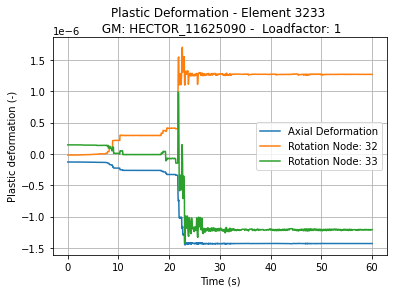 Plastic Deformation - Element 3233
GM: HECTOR_11625090 - Loadfactor: 1
1e−6
1.5
1.0
0.5
0.0
−0.5
−1.0
−1.5
Plastic deformation (-)
Axial Deformation
Rotation Node: 32
Rotation Node: 33
0
10
20
30
40
50
60
Time (s)